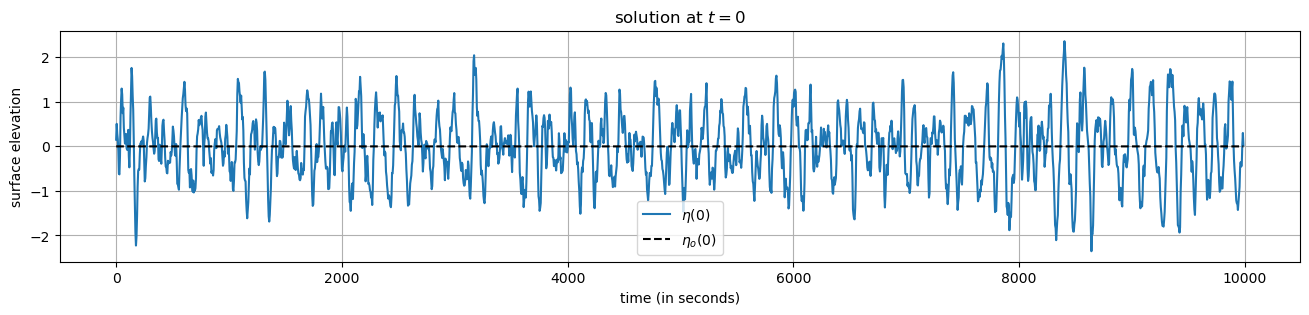 solution at t = 0
surface elevation
2
1
0
−1
−2
η(0)
ηₒ(0)
0 2000 4000 6000 8000 10000
time (in seconds)